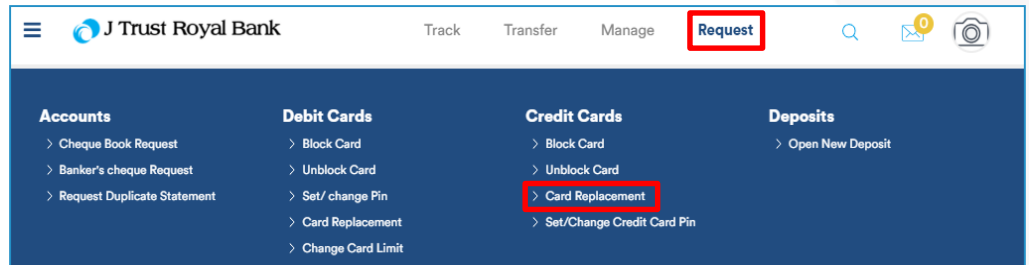 J Trust Royal Bank
Track
Transfer
Manage
Request
0
Accounts
Cheque Book Request
Banker's cheque Request
Request Duplicate Statement
Debit Cards
Block Card
Unblock Card
Set/ change Pin
Card Replacement
Change Card Limit
Credit Cards
Block Card
Unblock Card
Card Replacement
Set/Change Credit Card Pin
Deposits
Open New Deposit